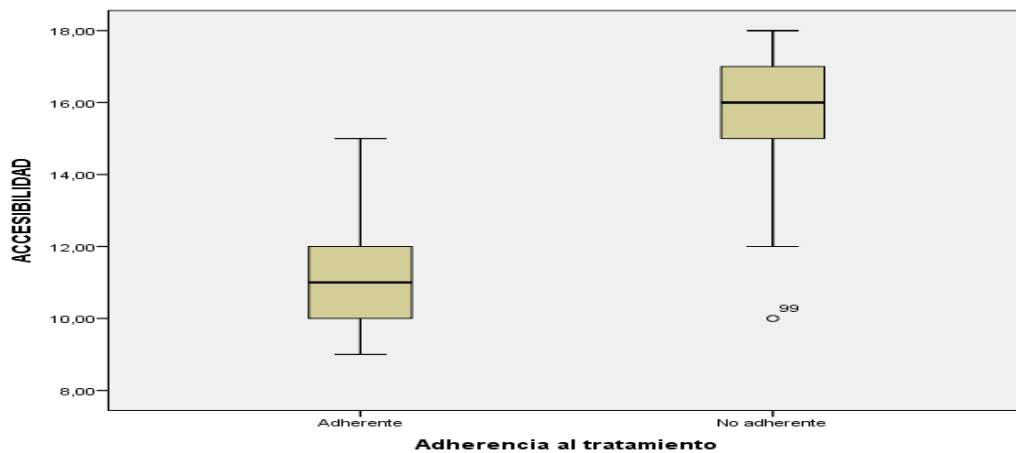 18,00
16,00
14,00
12,00
10,00
8,00
ACCESIBILIDAD
99
Adherente
No adherente
Adherencia al tratamiento